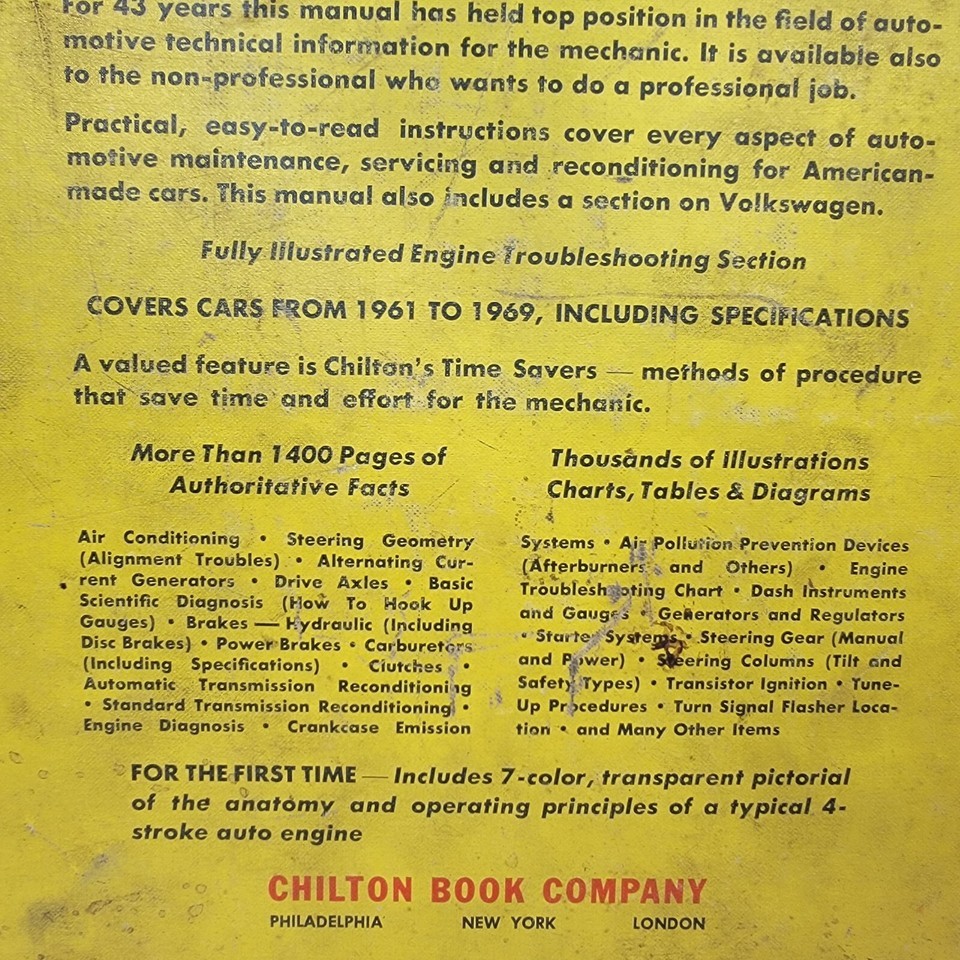 For 43 years this manual has held top position in the field of auto-
motive technical information for the mechanic. It is available also
to the non-professional who wants to do a professional job.
Practical, easy-to-read instructions cover every aspect of auto-
motive maintenance, servicing and reconditioning for American-
made cars. This manual also includes a section on Volkswagen.
Fully Illustrated Engine Troubleshooting Section
COVERS CARS FROM 1961 TO 1969, INCLUDING SPECIFICATIONS
A valued feature is Chilton's Time Savers — methods of procedure
that save time and effort for the mechanic.
More Than 1400 Pages of
Authoritative Facts
Air Conditioning • Steering Geometry
(Alignment Troubles) • Alternating Cur-
rent Generators • Drive Axles • Basic
Scientific Diagnosis (How To Hook Up
Gauges) • Brakes — Hydraulic (Including
Disc Brakes) • Power Brakes • Carburetors
(Including Specifications) • Clutches •
Automatic Transmission Reconditioning
• Standard Transmission Reconditioning •
Engine Diagnosis • Crankcase Emission
Thousands of Illustrations
Charts, Tables & Diagrams
Systems • Air Pollution Prevention Devices
(Afterburners and Others) • Engine
Troubleshooting Chart • Dash Instruments
and Gauges • Generators and Regulators
• Starter Systems • Steering Gear (Manual
and Power) • Steering Columns (Tilt and
Safety Types) • Transistor Ignition • Tune-
Up Procedures • Turn Signal Flasher Loca-
tion • and Many Other Items
FOR THE FIRST TIME — Includes 7-color, transparent pictorial
of the anatomy and operating principles of a typical 4-
stroke auto engine
CHILTON BOOK COMPANY
PHILADELPHIA NEW YORK LONDON